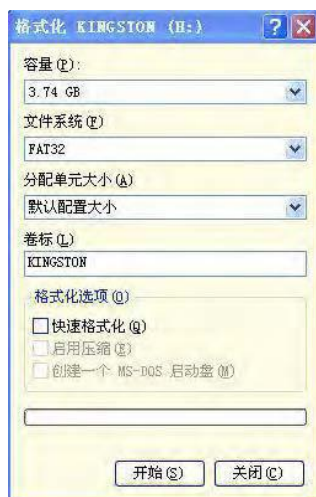 格式化 KINGSTON (H:)
容量(P):
3.74 GB
文件系统(F)
FAT32
分配单元大小(A)
默认配置大小
卷标(L)
KINGSTON
格式化选项(O)
快速格式化(Q)
启用压缩(E)
创建一个 MS-DOS 启动盘(M)
开始(S) 关闭(C)